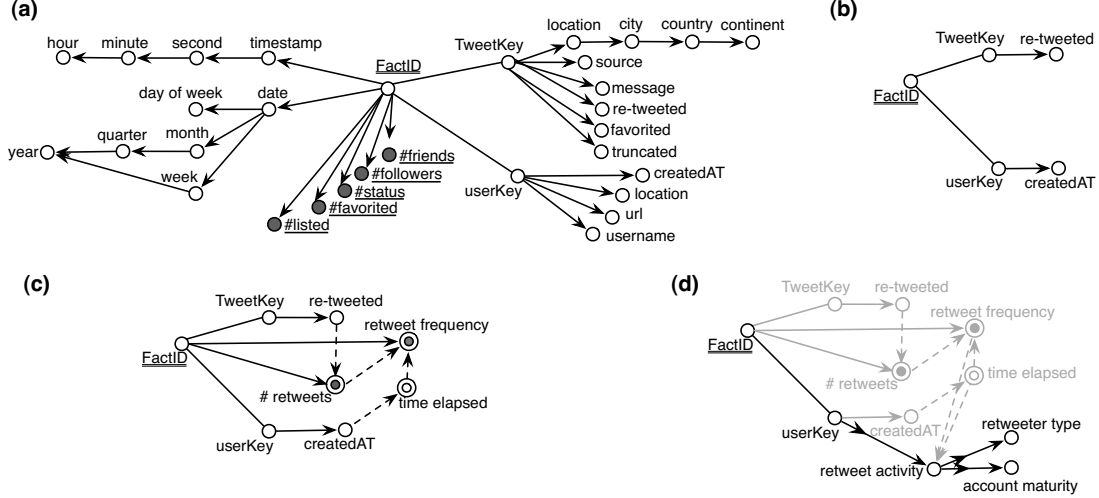 (a)
hour
minute
second
timestamp
FactID
TweetKey
location
city
country
continent
source
message
re-tweeted
favorited
truncated
day of week
date
year
quarter
month
week
#friends
#followers
#status
#favorited
#listed
userKey
createdAT
location
url
username
(b)
TweetKey
re-tweeted
FactID
userKey
createdAT
(c)
TweetKey
re-tweeted
retweet frequency
FactID
# retweets
time elapsed
userKey
createdAT
(d)
TweetKey
re-tweeted
retweet frequency
FactID
# retweets
time elapsed
userKey
createdAT
retweeter type
retweet activity
account maturity